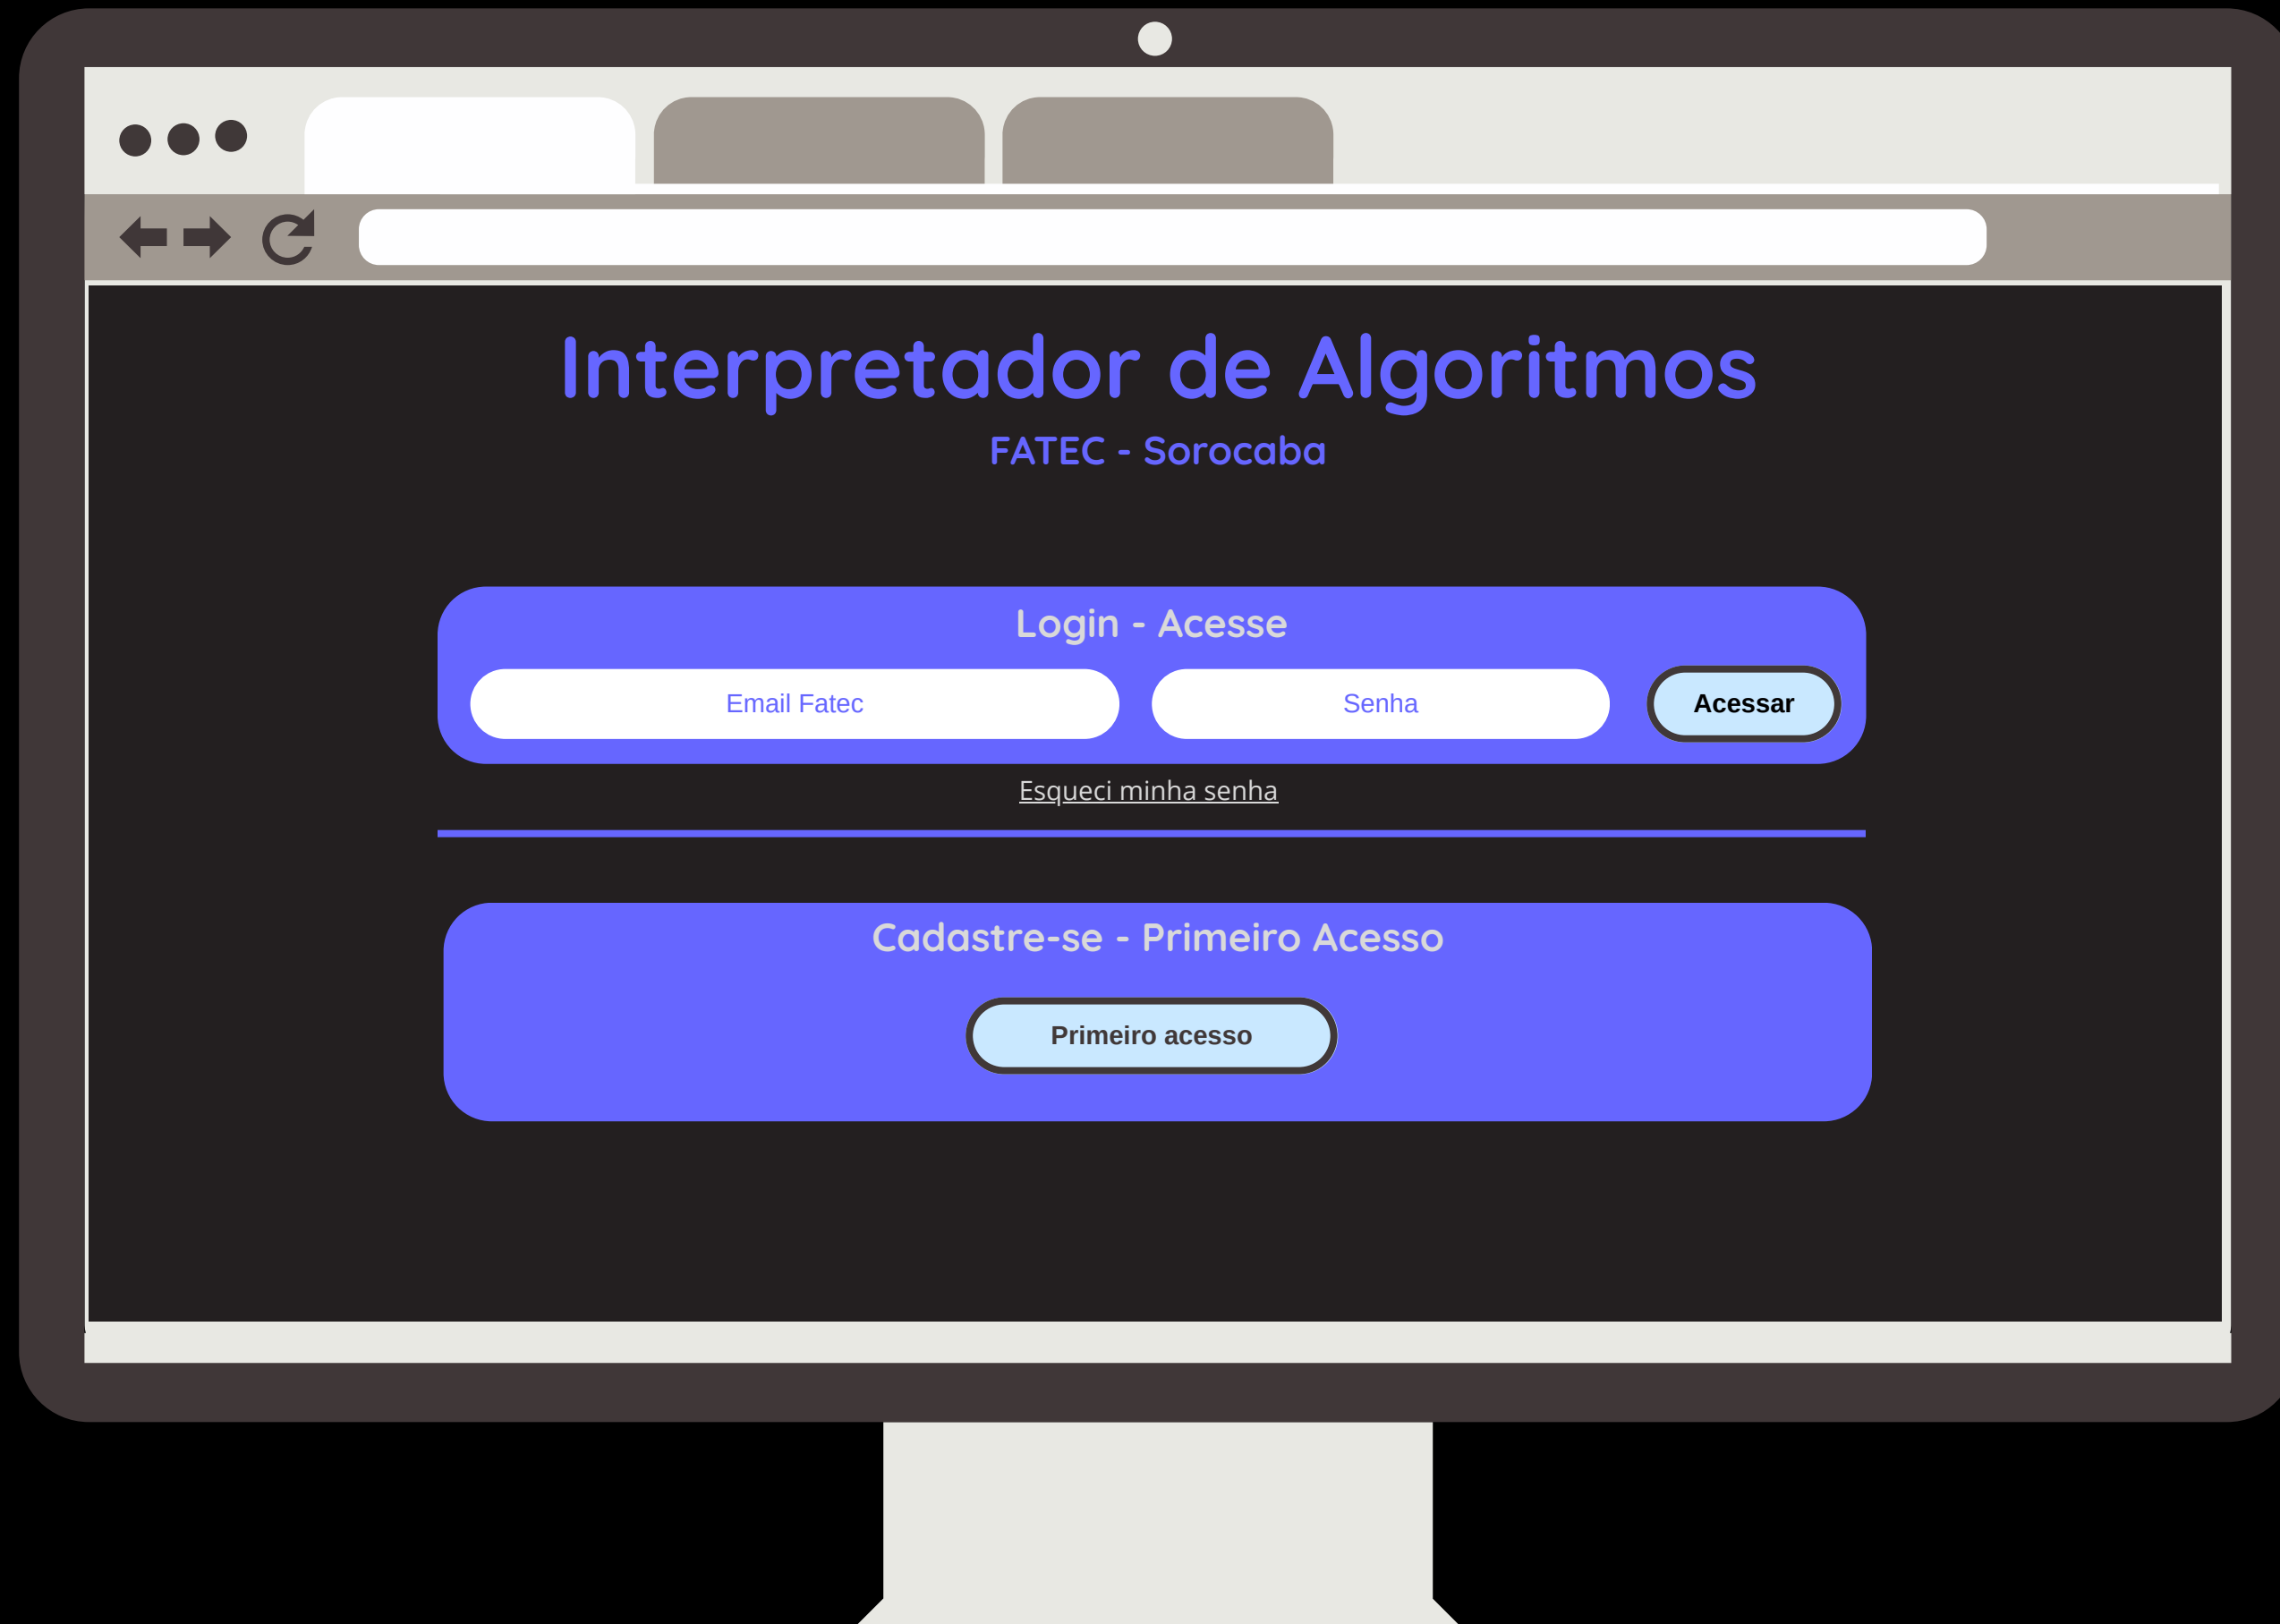 Interpretador de Algoritmos
FATEC - Sorocaba
Login - Acesse
Email Fatec
Senha
Acessar
Esqueci minha senha
Cadastre-se - Primeiro Acesso
Primeiro acesso